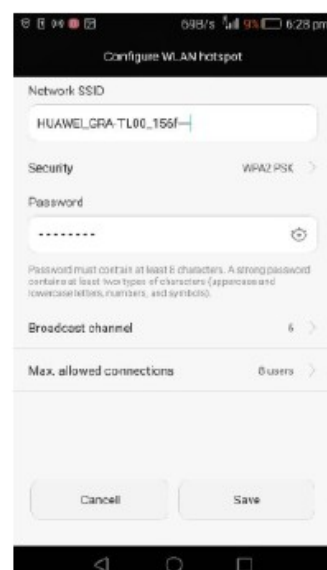 69B/s 9% 6:28 pm
Configure WLAN hotspot
Network SSID
HUAWEI_GRA-TL00_156f—
Security WPA2 PSK
Password
--------
Password must contain at least 8 characters. A strong password
contains at least two types of characters (uppercase and
lowercase letters, numbers, and symbols).
Broadcast channel 6
Max. allowed connections 8 users
Cancel Save